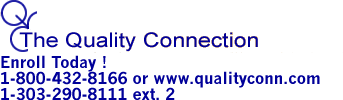 QC
The Quality Connection
Enroll Today !
1-800-432-8166 or www.qualityconn.com
1-303-290-8111 ext. 2